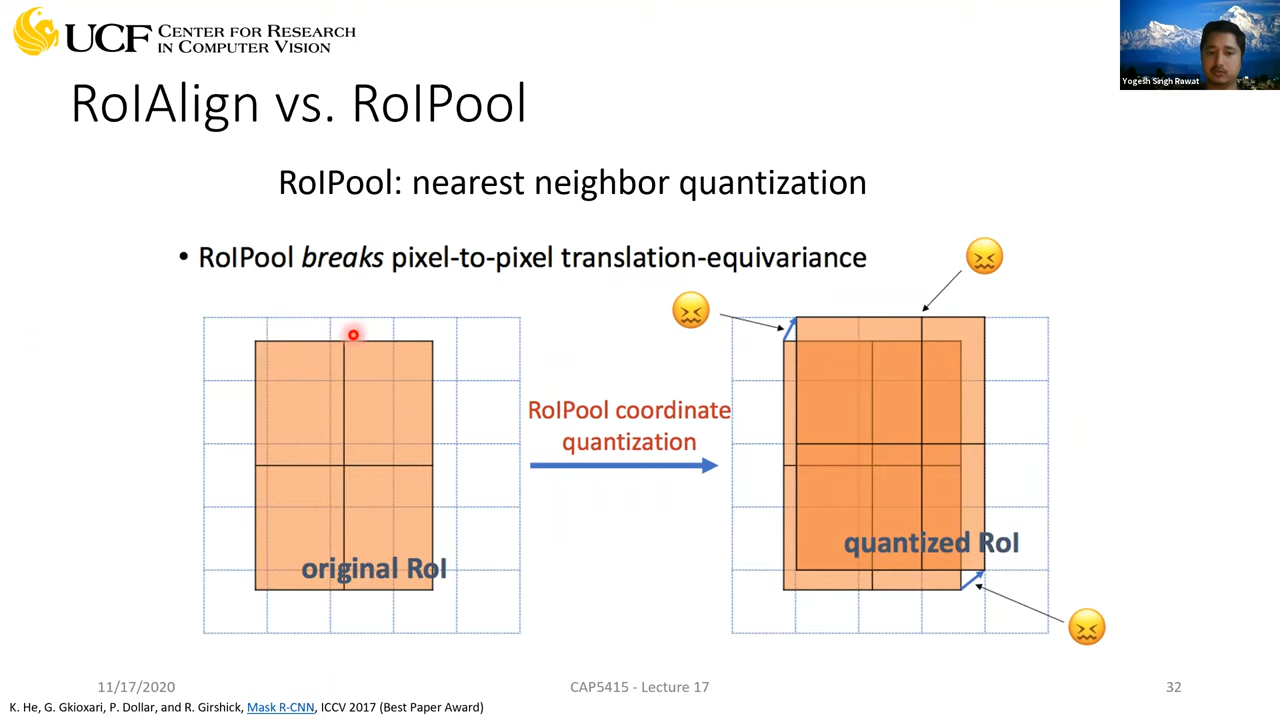 UCF CENTER FOR RESEARCH
IN COMPUTER VISION
Yogesh Singh Rawat
RoIAlign vs. RoIPool
RoIPool: nearest neighbor quantization
• RoIPool breaks pixel-to-pixel translation-equivariance
RoIPool coordinate
quantization
original RoI
quantized RoI
11/17/2020
CAP5415 - Lecture 17
32
K. He, G. Gkioxari, P. Dollar, and R. Girshick, Mask R-CNN, ICCV 2017 (Best Paper Award)